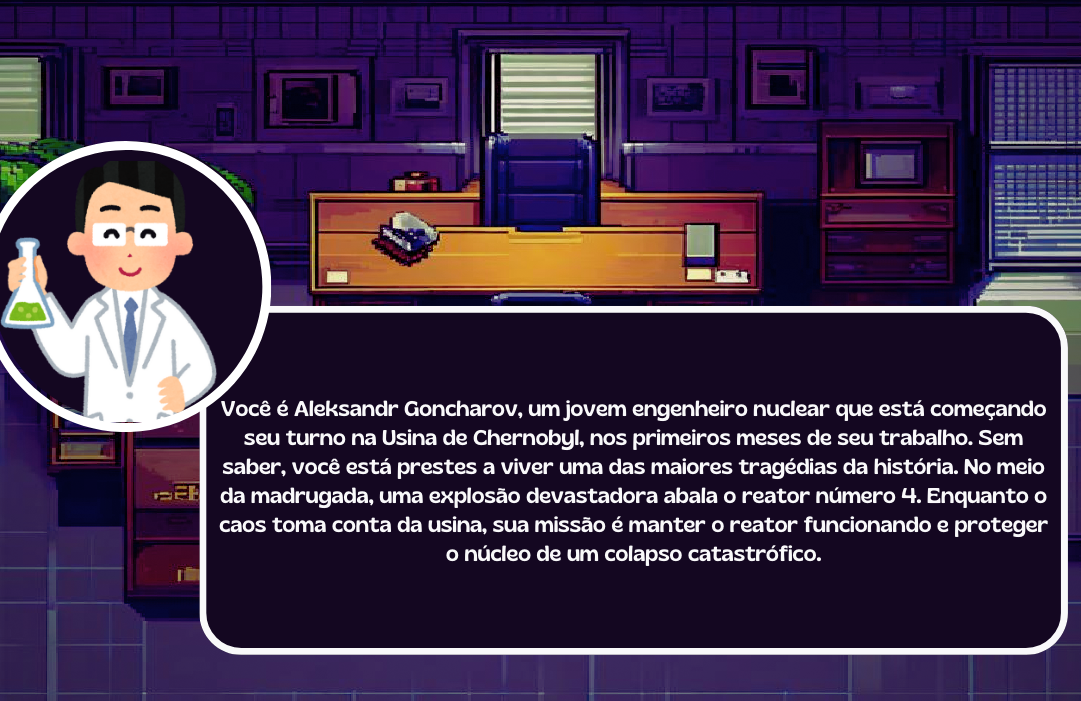 Você é Aleksandr Goncharov, um jovem engenheiro nuclear que está começando
seu turno na Usina de Chernobyl, nos primeiros meses de seu trabalho. Sem
saber, você está prestes a viver uma das maiores tragédias da história. No meio
da madrugada, uma explosão devastadora abala o reator número 4. Enquanto o
caos toma conta da usina, sua missão é manter o reator funcionando e proteger
o núcleo de um colapso catastrófico.